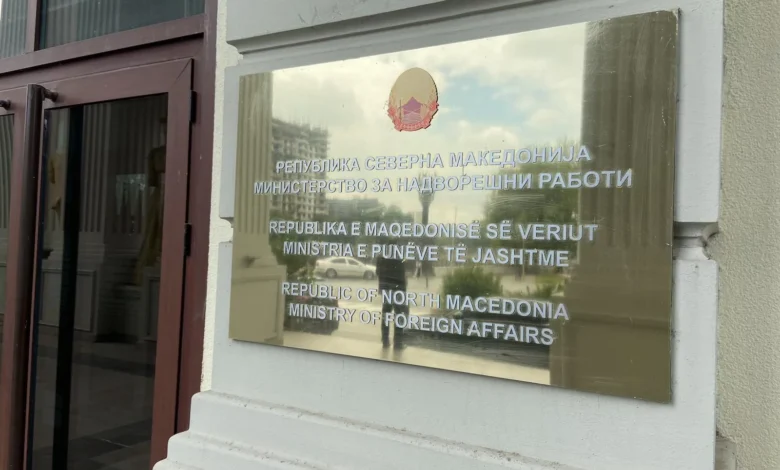 РЕПУБЛИКА СЕВЕРНА МАКЕДОНИЈА
МИНИСТЕРСТВО ЗА НАДВОРЕШНИ РАБОТИ
REPUBLIKA E MAQEDONISË SË VERIUT
MINISTRIA E PUNËVE TË JASHTME
REPUBLIC OF NORTH MACEDONIA
MINISTRY OF FOREIGN AFFAIRS